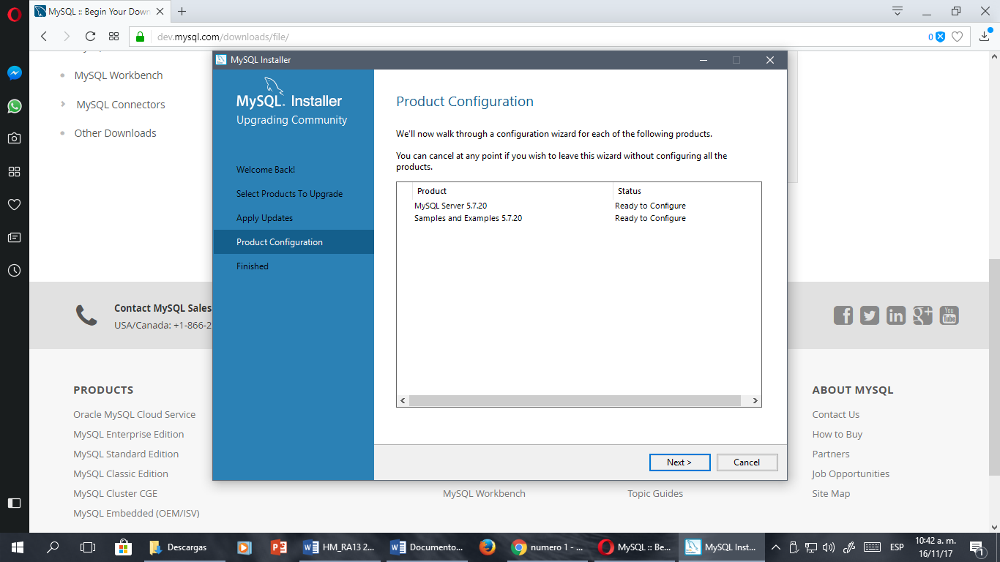 MySQL :: Begin Your Down
dev.mysql.com/downloads/file/
0
MySQL Workbench
MySQL Connectors
Other Downloads
MySQL Installer
MySQL. Installer
Upgrading Community
Welcome Back!
Select Products To Upgrade
Apply Updates
Product Configuration
Finished
Product Configuration
We'll now walk through a configuration wizard for each of the following products.
You can cancel at any point if you wish to leave this wizard without configuring all the
products.
Product Status
MySQL Server 5.7.20 Ready to Configure
Samples and Examples 5.7.20 Ready to Configure
Next >
Cancel
Contact MySQL Sales
USA/Canada: +1-866-2
You
Tube
PRODUCTS
Oracle MySQL Cloud Service
MySQL Enterprise Edition
MySQL Standard Edition
MySQL Classic Edition
MySQL Cluster CGE
MySQL Embedded (OEM/ISV)
MySQL Workbench
Topic Guides
ABOUT MYSQL
Contact Us
How to Buy
Partners
Job Opportunities
Site Map
Descargas
HM_RA13 2...
Documento...
numero 1 - ...
MySQL :: Be...
MySQL Inst...
ESP
10:42 a. m.
16/11/17
1